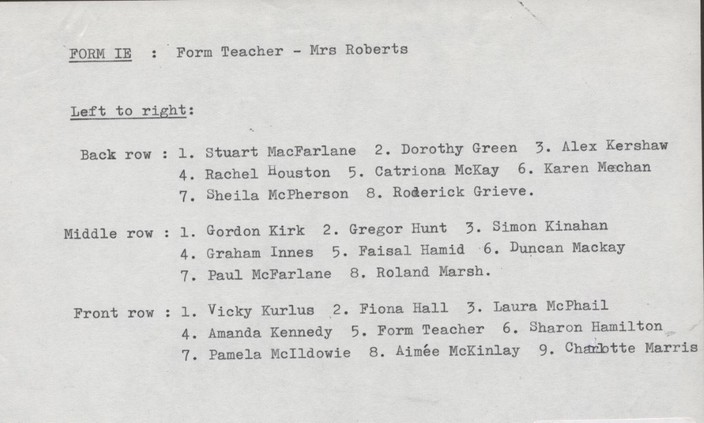 FORM IE : Form Teacher - Mrs Roberts
Left to right:
Back row : 1. Stuart MacFarlane 2. Dorothy Green 3. Alex Kershaw
4. Rachel Houston 5. Catriona McKay 6. Karen Mechan
7. Sheila McPherson 8. Roderick Grieve.
Middle row : 1. Gordon Kirk 2. Gregor Hunt 3. Simon Kinahan
4. Graham Innes 5. Faisal Hamid 6. Duncan Mackay
7. Paul McFarlane 8. Roland Marsh.
Front row : 1. Vicky Kurlus 2. Fiona Hall 3. Laura McPhail
4. Amanda Kennedy 5. Form Teacher 6. Sharon Hamilton
7. Pamela McIldowie 8. Aimée McKinlay 9. Charlotte Marris